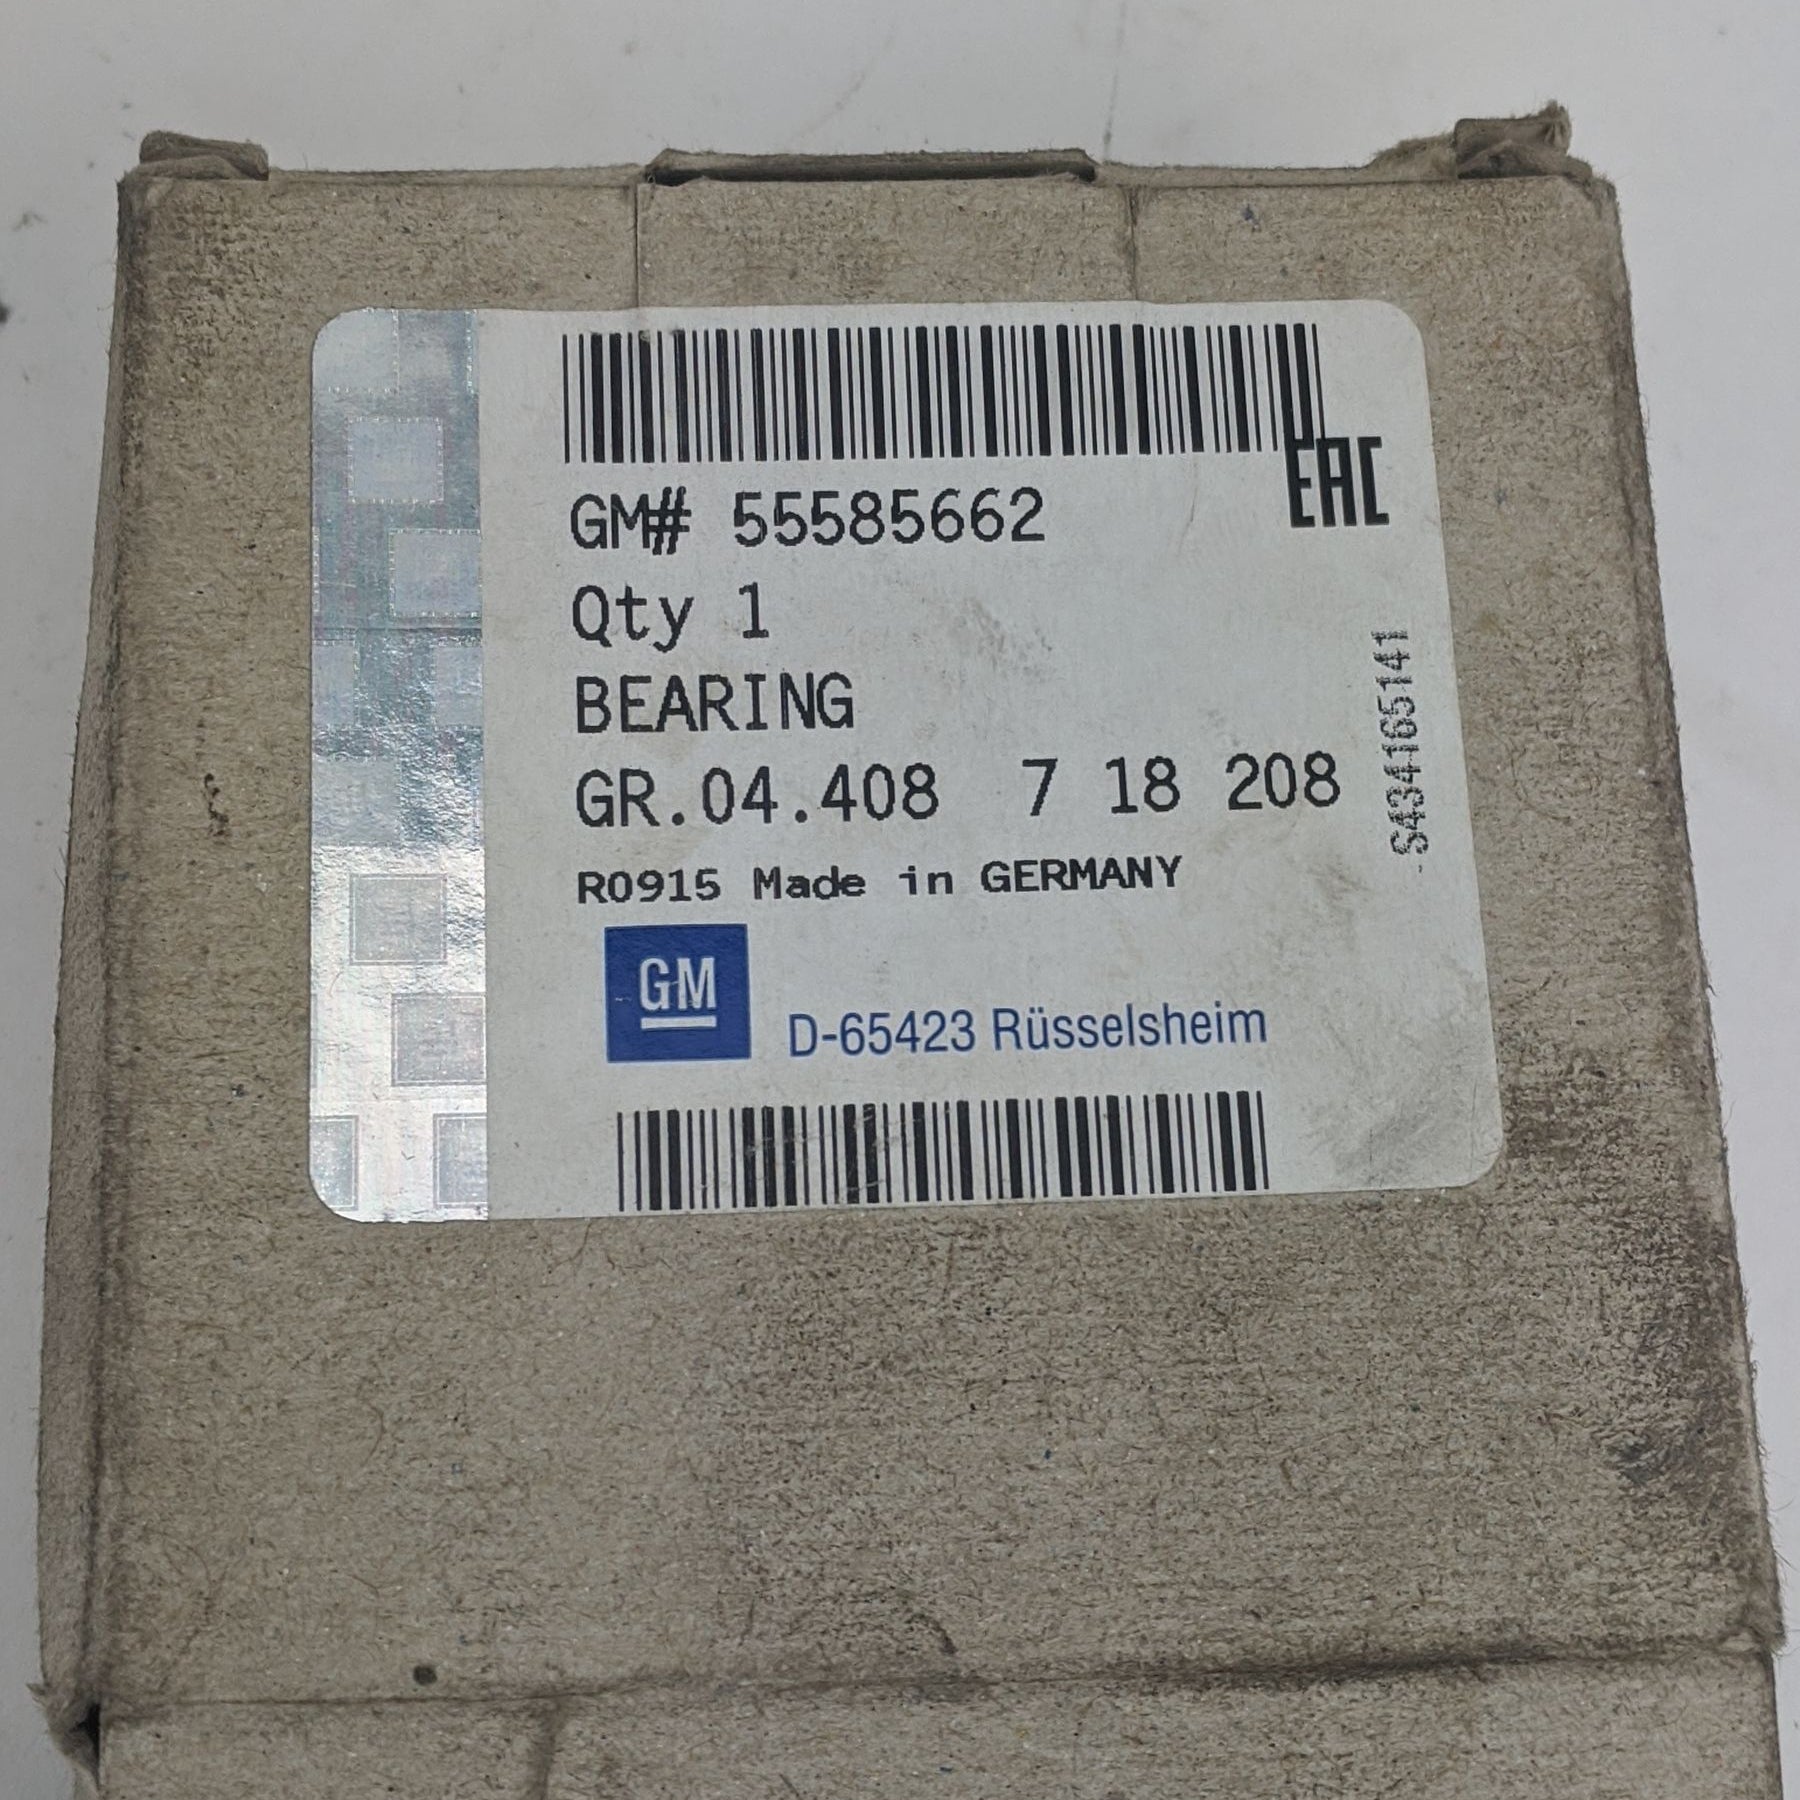 EAC
GM# 55585662
Qty 1
BEARING
GR.04.408 7 18 208
S434165141
R0915 Made in GERMANY
GM
D-65423 Rüsselsheim